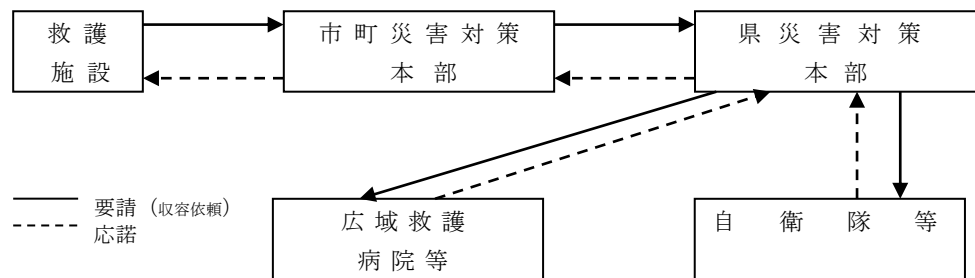 救護
施設
市町災害対策
本部
県災害対策
本部
要請（収容依頼）
応諾
広域救護
病院等
自衛隊等